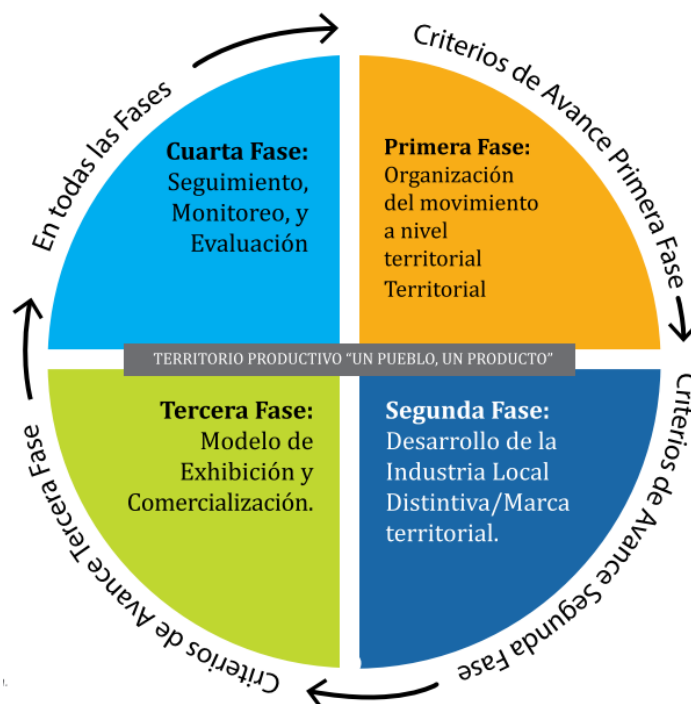 En todas las Fases
Criterios de Avance Primera Fase
Cuarta Fase:
Seguimiento,
Monitoreo, y
Evaluación
Primera Fase:
Organización
del movimiento
a nivel
territorial
Territorial
TERRITORIO PRODUCTIVO “UN PUEBLO, UN PRODUCTO”
Tercera Fase:
Modelo de
Exhibición y
Comercialización.
Segunda Fase:
Desarrollo de la
Industria Local
Distintiva/Marca
territorial.
Criterios de Avance Tercera Fase
Criterios de Avance Segunda Fase